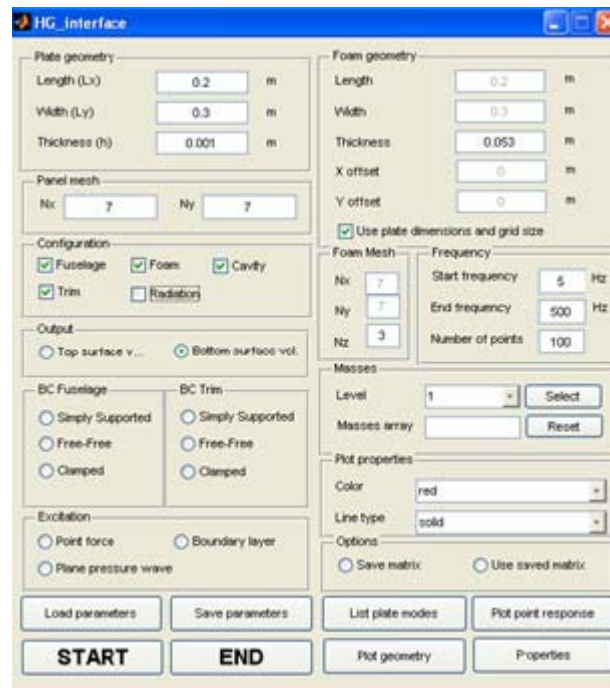 HG_interface
Plate geometry
Length (Lx) 0.2 m
Width (Ly) 0.3 m
Thickness (h) 0.001 m
Panel mesh
Nx 7 Ny 7
Configuration
Fuselage Foam Cavity
Trim Radiation
Output
Top surface v... Bottom surface vol.
BC Fuselage
Simply Supported
Free-Free
Clamped
BC Trim
Simply Supported
Free-Free
Clamped
Excitation
Point force Boundary layer
Plane pressure wave
Load parameters Save parameters
START END
Foam geometry
Length 0.2 m
Width 0.3 m
Thickness 0.053 m
X offset 0 m
Y offset 0 m
Use plate dimensions and grid size
Foam Mesh
Nx 7
Ny 7
Nz 3
Frequency
Start frequency 5 Hz
End frequency 500 Hz
Number of points 100
Masses
Level 1 Select
Masses array Reset
Plot properties
Color red
Line type solid
Options
Save matrix Use saved matrix
List plate modes Plot point response
Plot geometry Properties